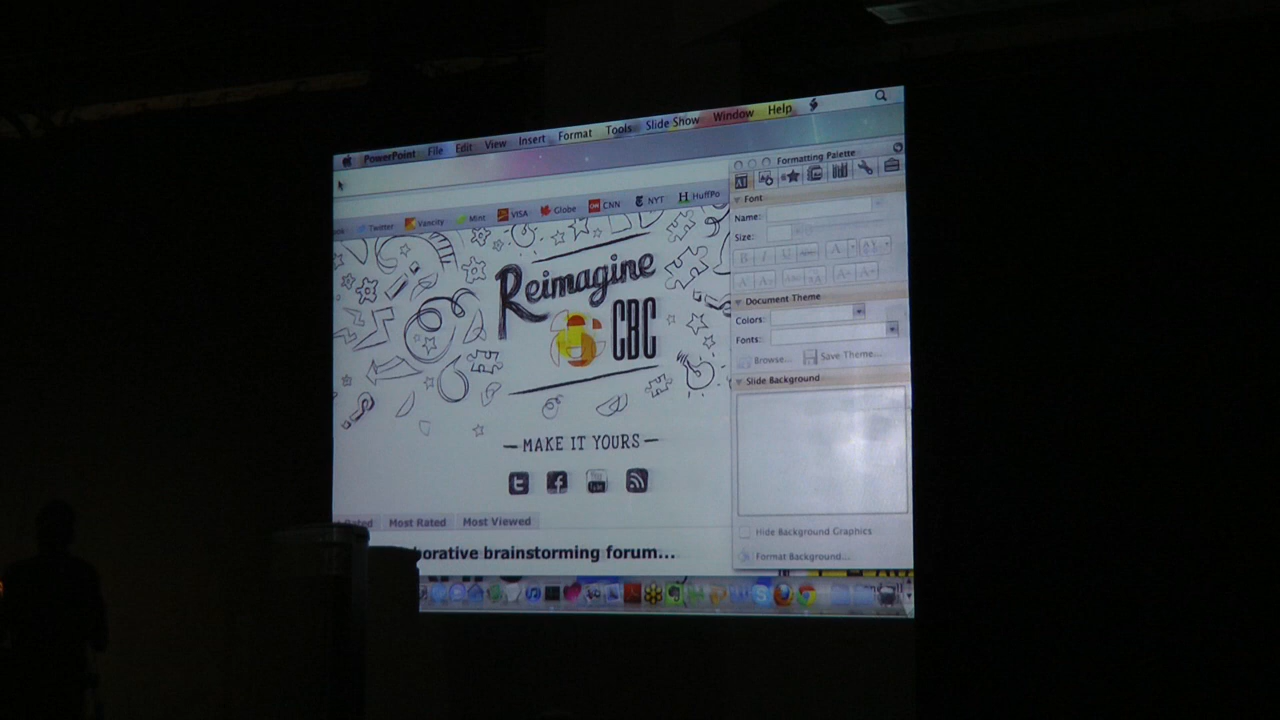 PowerPoint File Edit View Insert Format Tools Slide Show Window Help
Formatting Palette
Twitter Vancity Mint VISA Globe CNN NYT HuffPo
Font
Name:
Size:
Reimagine
CBC
Document Theme
Colors:
Fonts:
Browse... Save Theme...
Slide Background
MAKE IT YOURS
Most Rated Most Viewed
Hide Background Graphics
Format Background...
brainstorming forum...